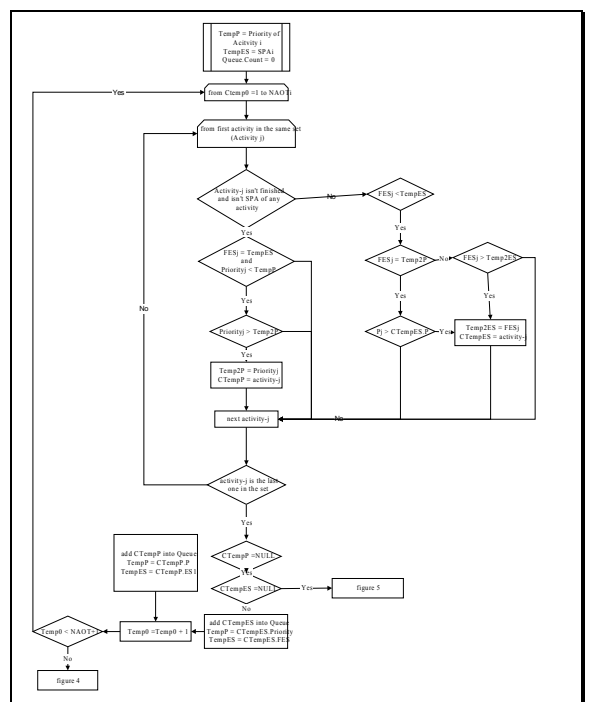 TempP = Priority of
Acitvity i
TempES = SPAi
Queue.Count = 0
Yes
from Ctemp0 =1 to NAOTi
from first activity in the same set
(Activity j)
Activity-j isn't finished
and isn't SPA of any
activity
No
FESj <TempES
Yes
Yes
FESj = TempES
and
Priorityj < TempP
FESj = Temp2P
No
FESj > Temp2ES
Yes
Yes
Yes
No
Priorityj > Temp2P
Pj > CTempES.P
Yes
Temp2ES = FESj
CTempES = activity-j
Yes
Temp2P = Priorityj
CTempP = activity-j
next activity-j
No
activity-j is the last
one in the set
Yes
add CTempP into Queue
TempP = CTempP.P
TempES = CTempP.ES1
CTempP =NULL
Yes
CTempES =NULL
Yes
figure 5
No
Temp0 < NAOT+1
Temp0 =Temp0 + 1
add CTempES into Queue
TempP = CTempES.Priority
TempES = CTempES.FES
No
figure 4